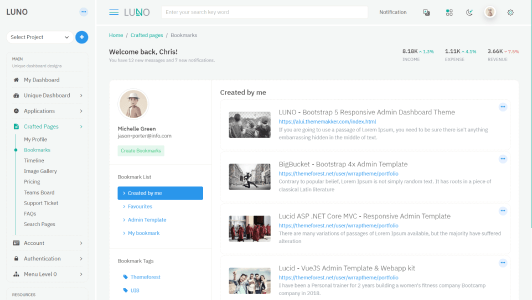 LUNO
LUNO
Enter your search key word
Notification
Select Project
Home / Crafted pages / Bookmarks
Welcome back, Chris!
You have 12 new messages and 7 new notifications.
8.18K 1.3%
INCOME
1.11K 4.1%
EXPENSE
3.66K 7.5%
REVENUE
MAIN
Unique dashboard designs
My Dashboard
Unique Dashboard
Applications
Crafted Pages
My Profile
Bookmarks
Timeline
Image Gallery
Pricing
Teams Board
Support Ticket
FAQs
Search Pages
Account
Authentication
Menu Level 0
RESOURCES
Michelle Green
jason-porter@info.com
Create Bookmarks
Bookmark List
Created by me
Favourites
Admin Template
My bookmark
Bookmark Tags
Themeforest
UI8
Created by me
LUNO - Bootstrap 5 Responsive Admin Dashboard Theme
If you are going to use a passage of Lorem Ipsum, you need to be sure there isn't anything
embarrassing hidden in the middle of text.
BigBucket - Bootstrap 4x Admin Template
https://themeforest.net/user/wrraptheme/portfolio
Contrary to popular belief, Lorem Ipsum is not simply random text. It has roots in a piece of
classical Latin literature
Lucid ASP .NET Core MVC - Responsive Admin Template
https://themeforest.net/user/wrraptheme/portfolio
There are many variations of passages of Lorem Ipsum available, but the majority have suffered
alteration
Lucid - VueJS Admin Template & Webapp kit
https://themeforest.net/user/wrraptheme/portfolio
I have been a Personal trainer for 2 years building a women's fitness company Bootcamp
company in 2018.